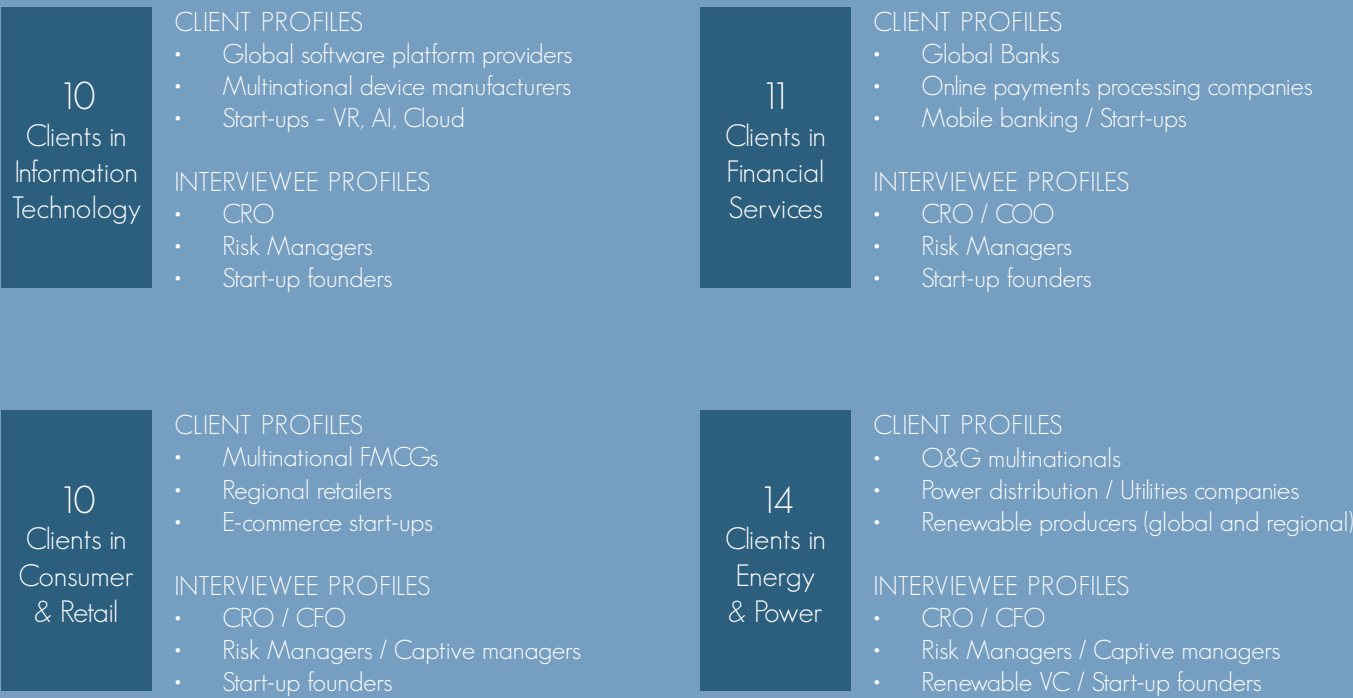 10
Clients in
Information
Technology
CLIENT PROFILES
• Global software platform providers
• Multinational device manufacturers
• Start-ups – VR, AI, Cloud
INTERVIEWEE PROFILES
• CRO
• Risk Managers
• Start-up founders
11
Clients in
Financial
Services
CLIENT PROFILES
• Global Banks
• Online payments processing companies
• Mobile banking / Start-ups
INTERVIEWEE PROFILES
• CRO / COO
• Risk Managers
• Start-up founders
10
Clients in
Consumer
& Retail
CLIENT PROFILES
• Multinational FMCGs
• Regional retailers
• E-commerce start-ups
INTERVIEWEE PROFILES
• CRO / CFO
• Risk Managers / Captive managers
• Start-up founders
14
Clients in
Energy
& Power
CLIENT PROFILES
• O&G multinationals
• Power distribution / Utilities companies
• Renewable producers (global and regional)
INTERVIEWEE PROFILES
• CRO / CFO
• Risk Managers / Captive managers
• Renewable VC / Start-up founders